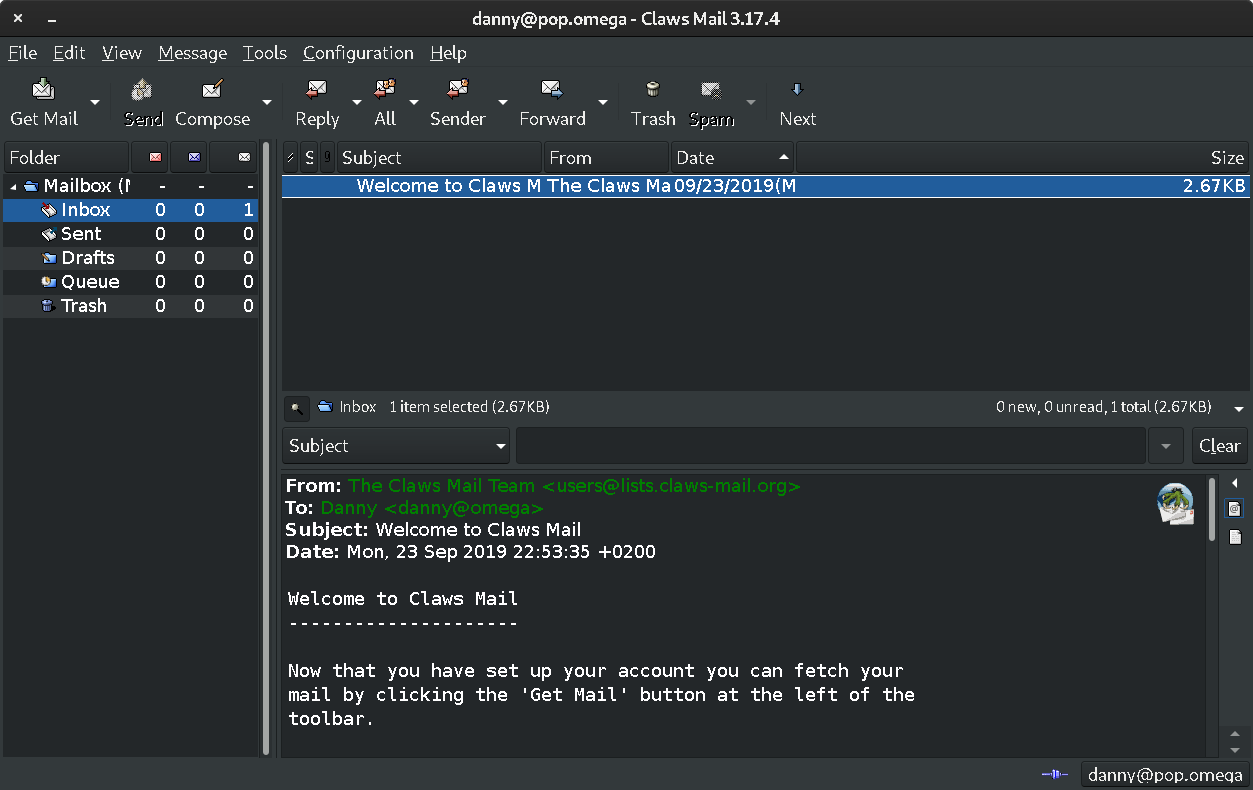 danny@pop.omega - Claws Mail 3.17.4
File Edit View Message Tools Configuration Help
Get Mail Send Compose Reply All Sender Forward Trash Spam Next
Folder
S Subject From Date Size
Mailbox (M - - -
Inbox 0 0 1
Sent 0 0 0
Drafts 0 0 0
Queue 0 0 0
Trash 0 0 0
Welcome to Claws M The Claws Ma 09/23/2019(M 2.67KB
Inbox 1 item selected (2.67KB) 0 new, 0 unread, 1 total (2.67KB)
Subject Clear
From: The Claws Mail Team <users@lists.claws-mail.org>
To: Danny <danny@omega>
Subject: Welcome to Claws Mail
Date: Mon, 23 Sep 2019 22:53:35 +0200
Welcome to Claws Mail
---------------------
Now that you have set up your account you can fetch your
mail by clicking the 'Get Mail' button at the left of the
toolbar.
danny@pop.omega